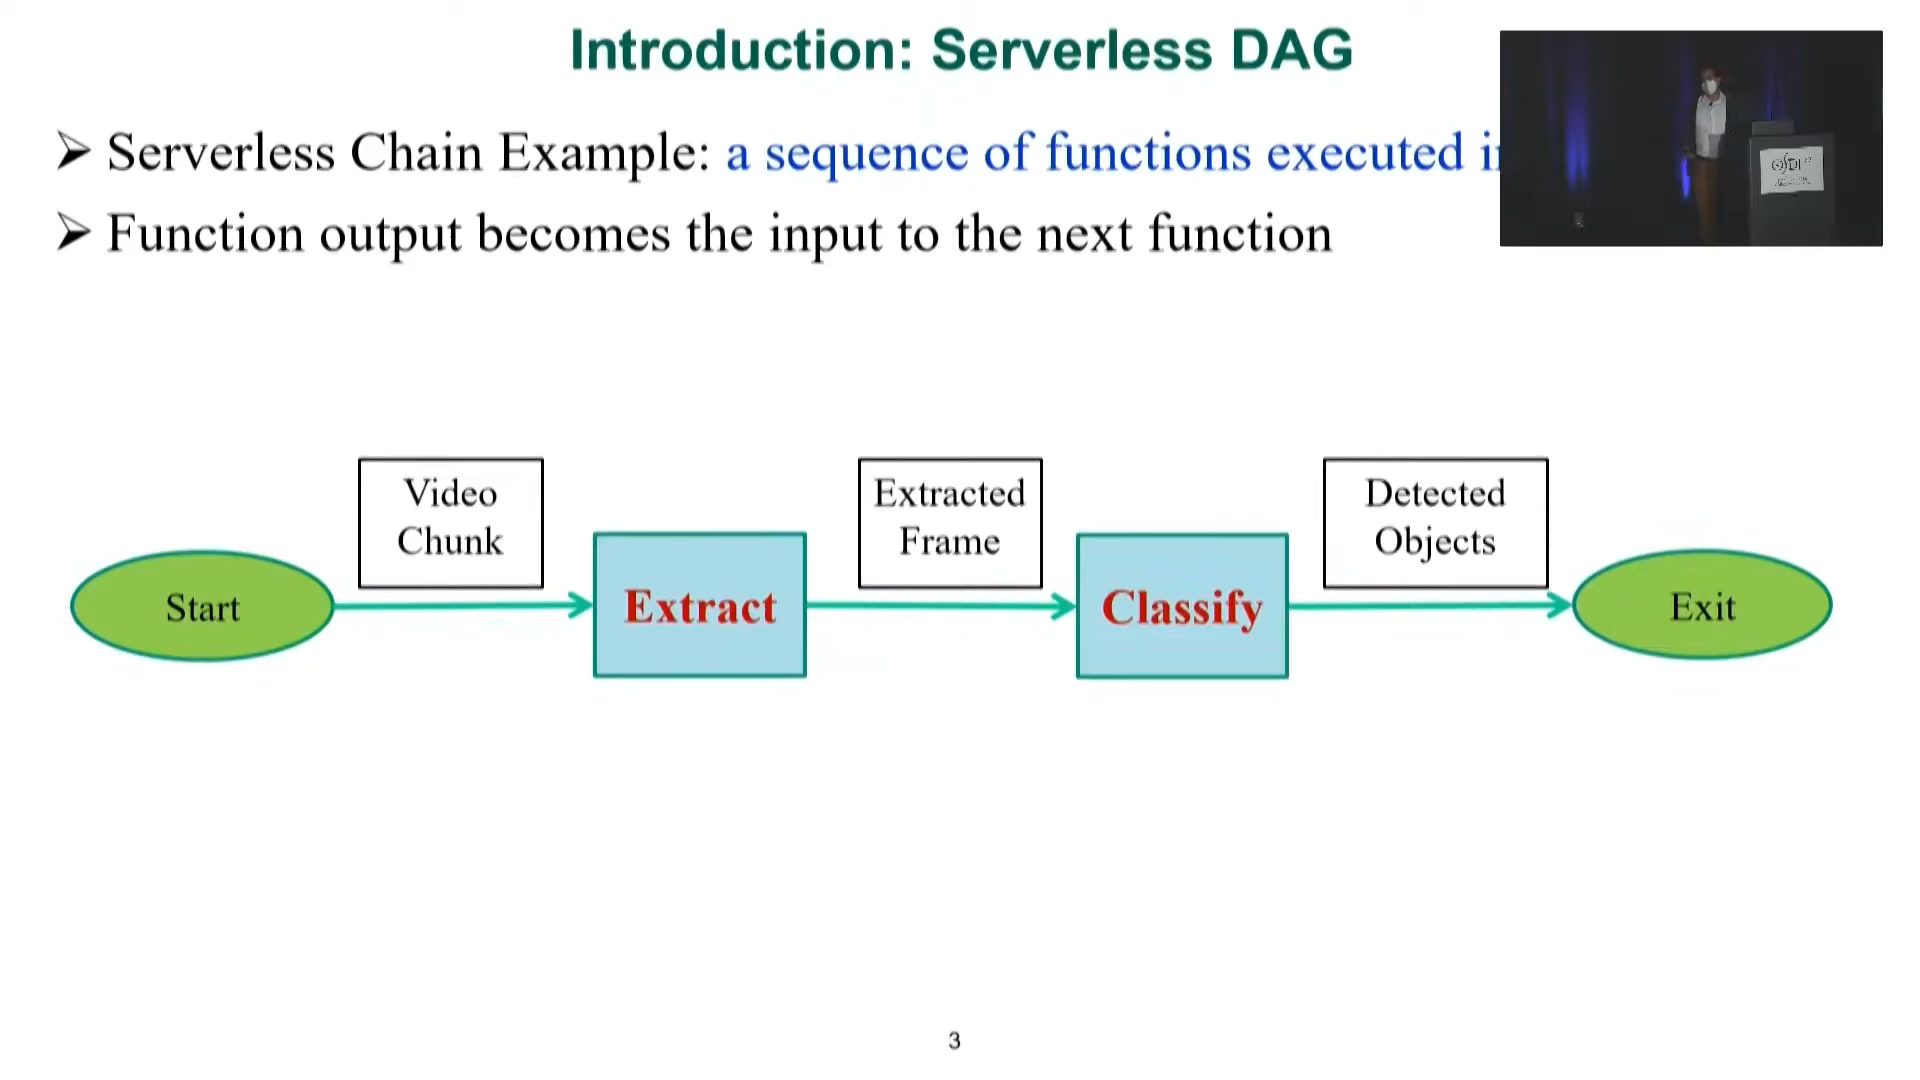 Introduction: Serverless DAG
➢ Serverless Chain Example: a sequence of functions executed
➢ Function output becomes the input to the next function
Video
Chunk
Extracted
Frame
Detected
Objects
Start
Extract
Classify
Exit
3